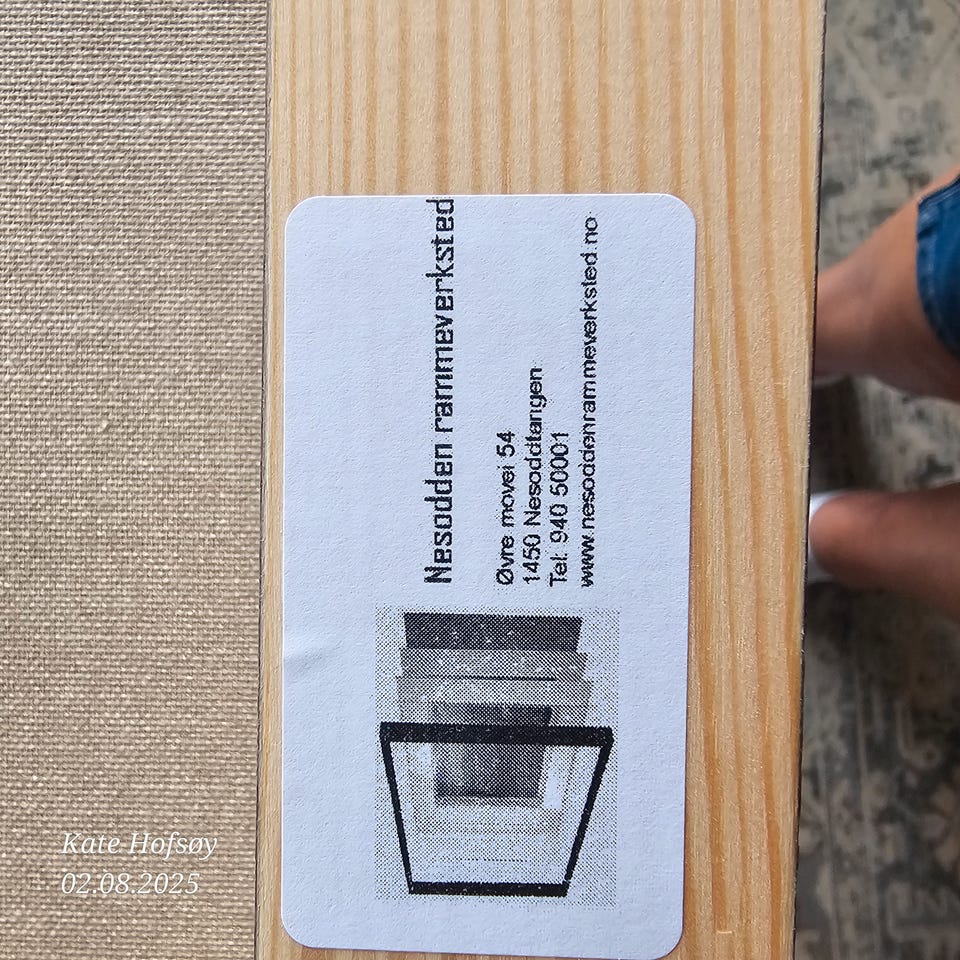 Nesodden rammeverksted
Øvre movei 54
1450 Nesoddtangen
Tel: 940 50001
www.nesoddenrammeverksted.no
Kate Hofsøy
02.08.2025